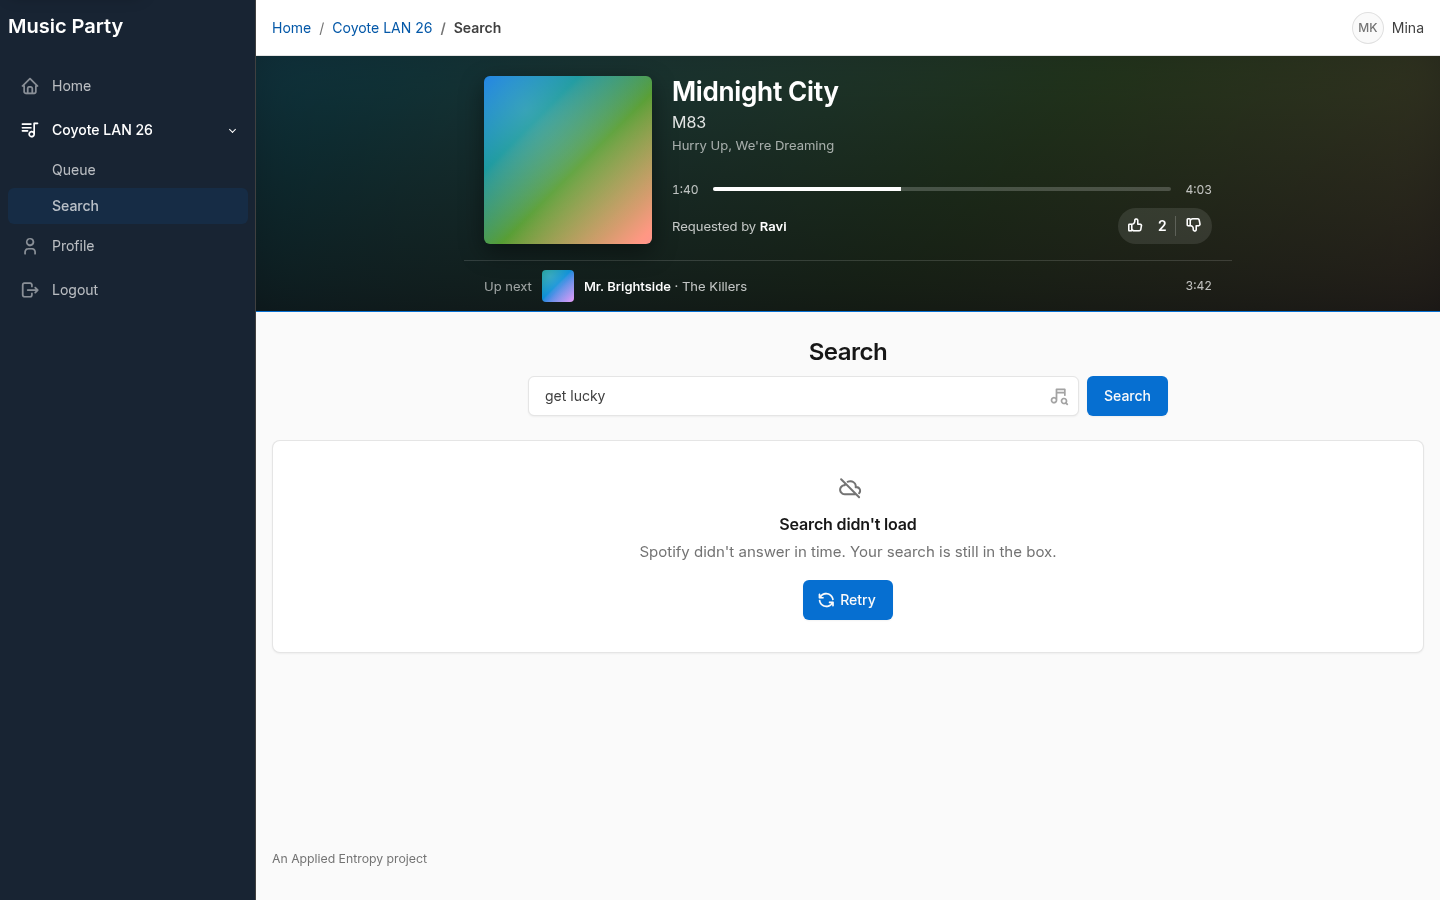 Music Party
Home
Coyote LAN 26
Queue
Search
Profile
Logout
Home / Coyote LAN 26 / Search
MK Mina
Midnight City
M83
Hurry Up, We're Dreaming
1:40 4:03
Requested by Ravi
2
Up next Mr. Brightside · The Killers 3:42
Search
get lucky
Search
Search didn't load
Spotify didn't answer in time. Your search is still in the box.
Retry
An Applied Entropy project